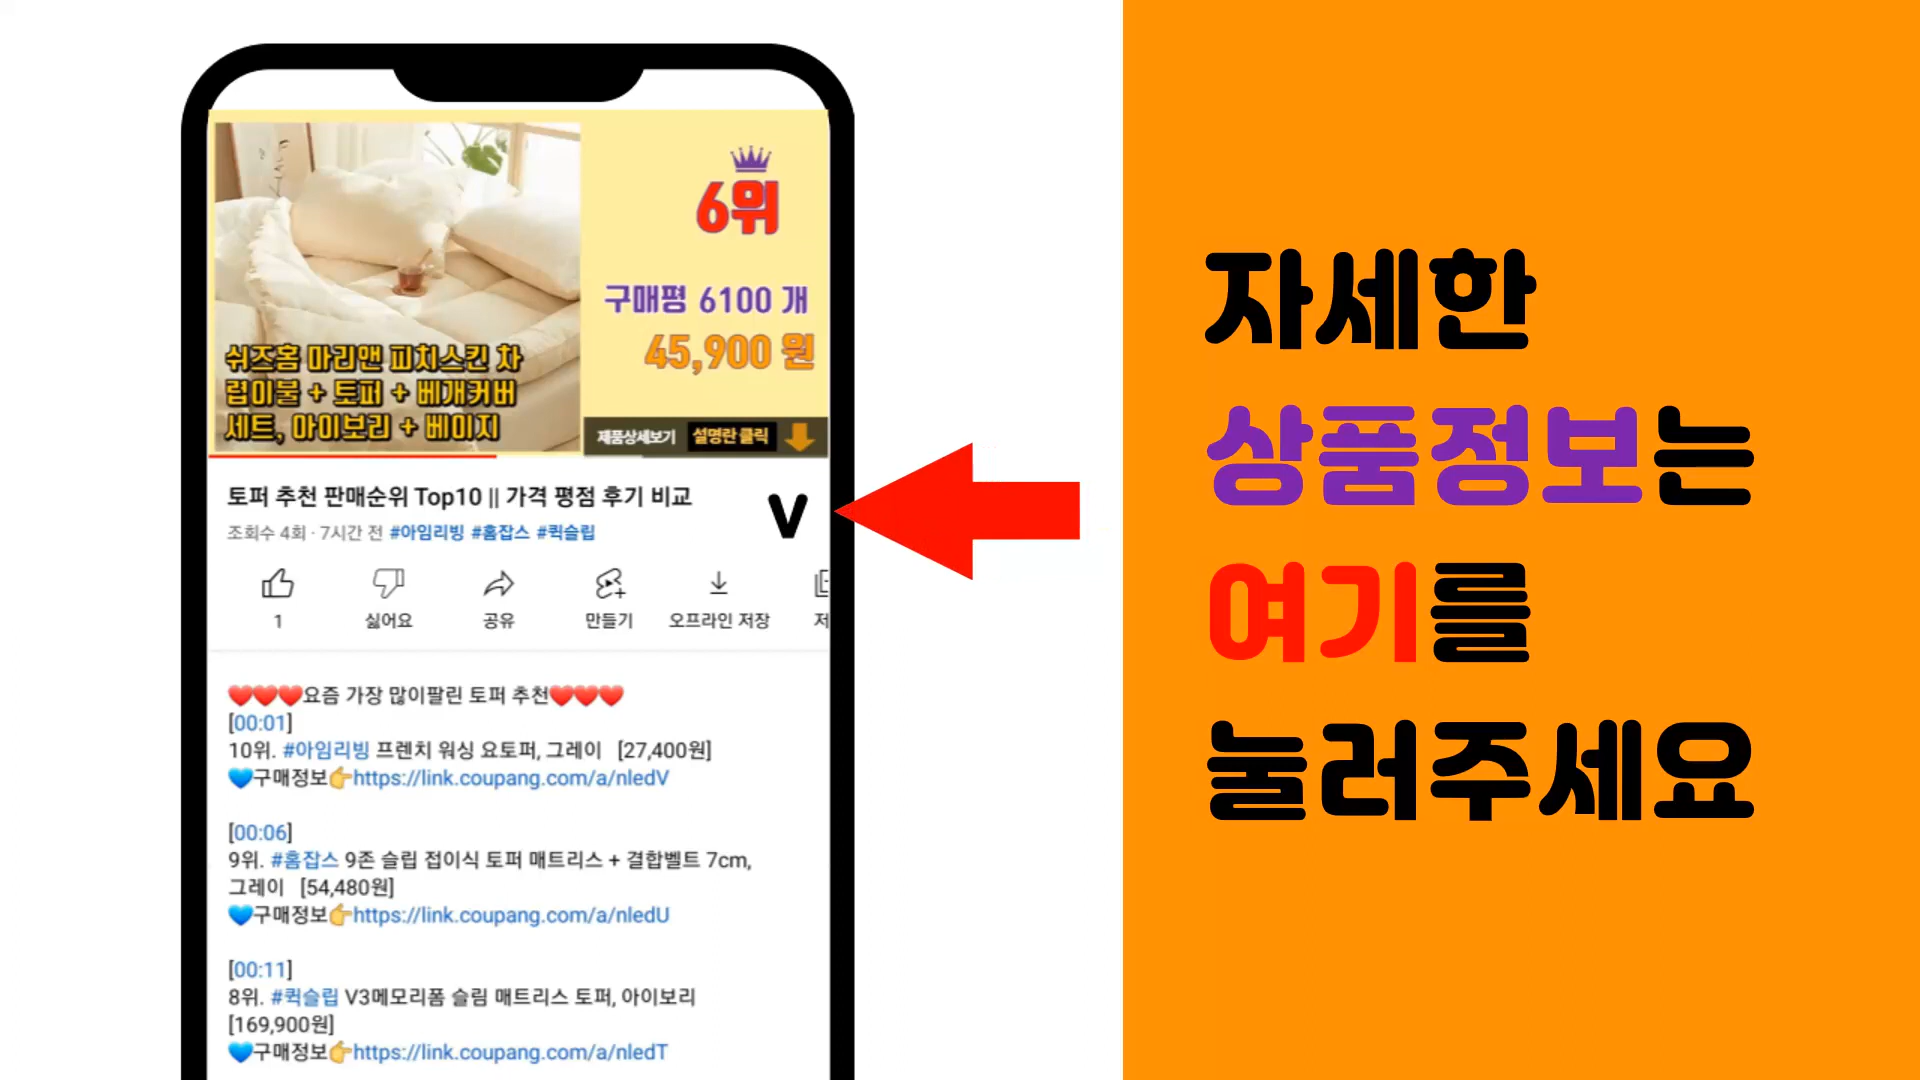 6위
구매평 6100 개
45,900 원
쉬즈홈 마리앤 피치스킨 차
렵이불 + 토퍼 + 베개커버
세트, 아이보리 + 베이지
제품상세보기 설명란 클릭
토퍼 추천 판매순위 Top10 || 가격 평점 후기 비교
V
조회수 4회 · 7시간 전 #아임리빙 #홈잡스 #퀵슬립
1 싫어요 공유 만들기 오프라인 저장 저
❤❤❤요즘 가장 많이팔린 토퍼 추천❤❤❤
[00:01]
10위. #아임리빙 프렌치 워싱 요토퍼, 그레이 [27,400원]
💙구매정보👉https://link.coupang.com/a/nledV
[00:06]
9위. #홈잡스 9존 슬립 접이식 토퍼 매트리스 + 결합벨트 7cm,
그레이 [54,480원]
💙구매정보👉https://link.coupang.com/a/nledU
[00:11]
8위. #퀵슬립 V3메모리폼 슬림 매트리스 토퍼, 아이보리
[169,900원]
💙구매정보👉https://link.coupang.com/a/nledT
자세한
상품정보는
여기를
눌러주세요